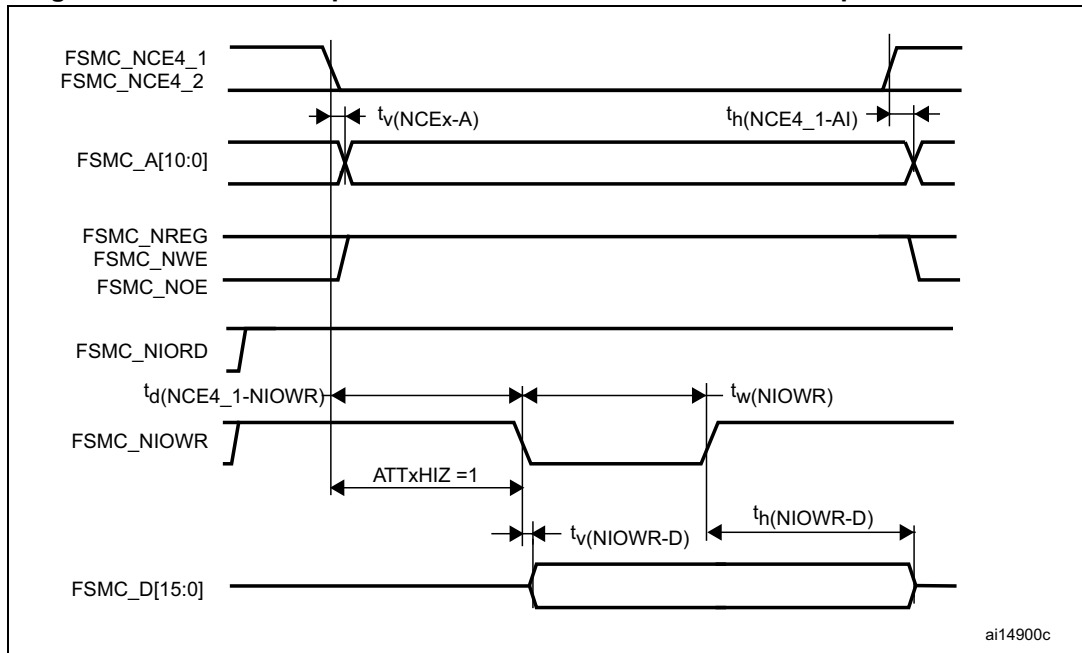 FSMC_NCE4_1
FSMC_NCE4_2
tv(NCEx-A)
th(NCE4_1-AI)
FSMC_A[10:0]
FSMC_NREG
FSMC_NWE
FSMC_NOE
FSMC_NIORD
td(NCE4_1-NIOWR)
tw(NIOWR)
FSMC_NIOWR
ATTxHIZ =1
th(NIOWR-D)
tv(NIOWR-D)
FSMC_D[15:0]
ai14900c